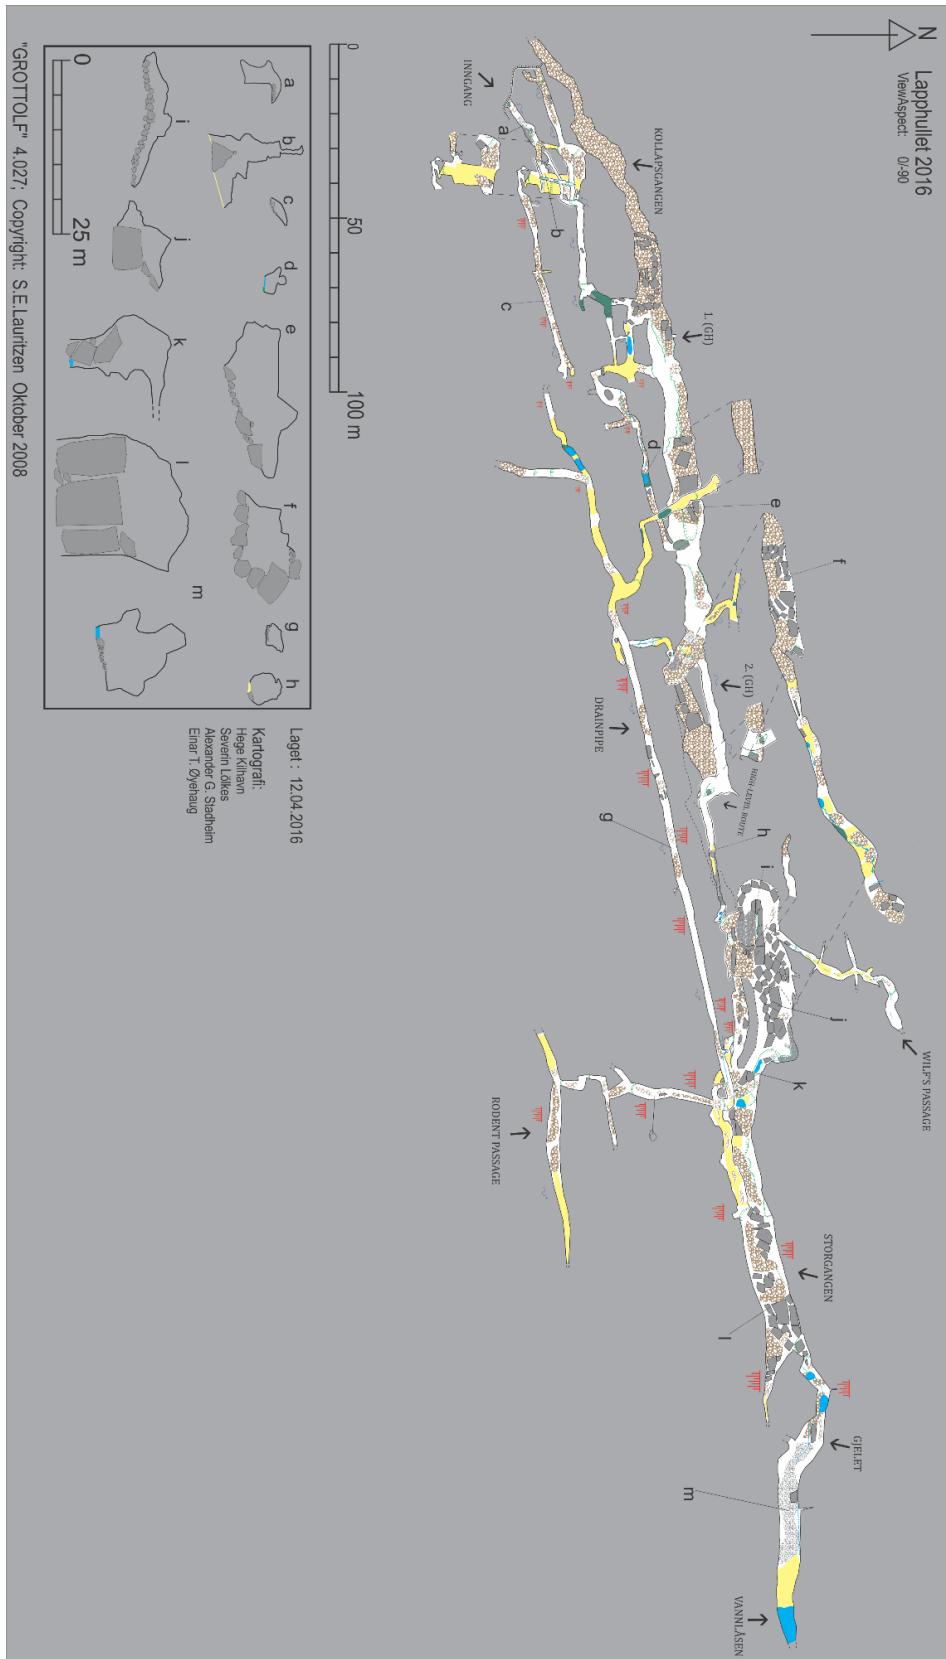 N
Lapphullet 2016
ViewAspect: 0/-90
INNGANG
KOLLAPSGANGEN
a
b
c
1. (GH)
d
e
f
2. (GH)
DRAINPIPE
HIGH-LEVEL ROUTE
g
h
i
j
k
WILF'S PASSAGE
RODENT PASSAGE
STORGANGEN
l
GJELET
m
VANNLÅSEN
0
50
100 m
a
b
c
d
e
f
g
h
i
j
k
l
m
0
25 m
Laget : 12.04.2016
Kartografi:
Hege Kilhavn
Severin Lölkes
Alexander G. Stadheim
Einar T. Øyehaug
"GROTTOLF" 4.027; Copyright: S.E.Lauritzen Oktober 2008